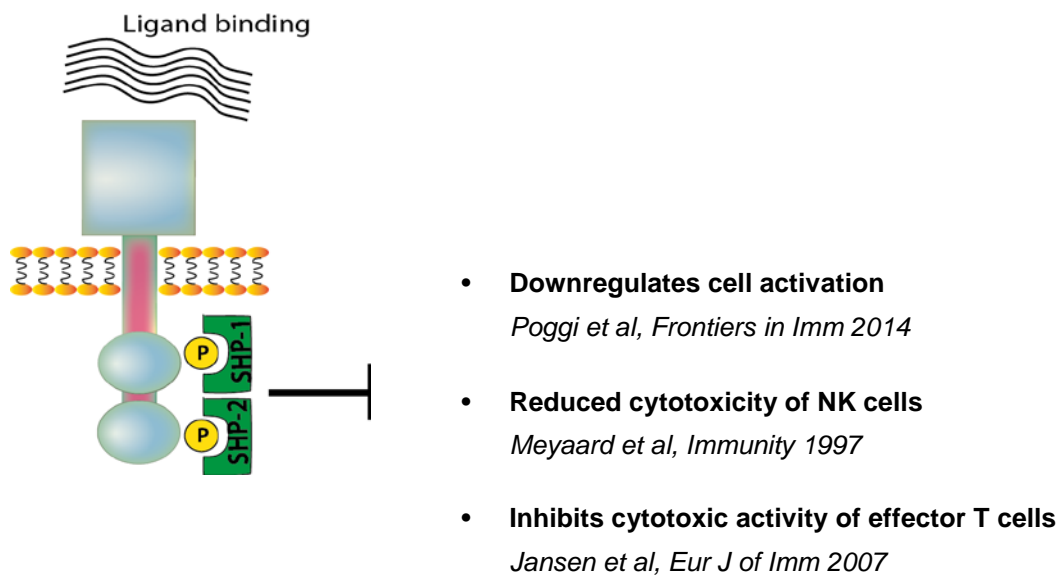 Ligand binding
P
SHP-1
P
SHP-2
• Downregulates cell activation
Poggi et al, Frontiers in Imm 2014
• Reduced cytotoxicity of NK cells
Meyaard et al, Immunity 1997
• Inhibits cytotoxic activity of effector T cells
Jansen et al, Eur J of Imm 2007